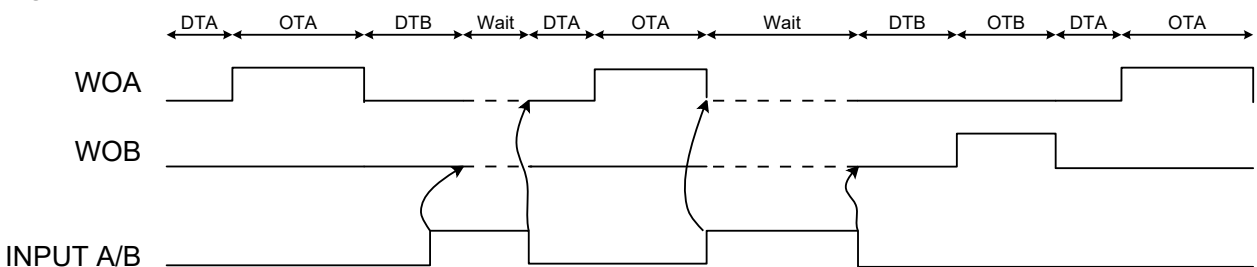 DTA OTA DTB Wait DTA OTA Wait DTB OTB DTA OTA
WOA
WOB
INPUT A/B